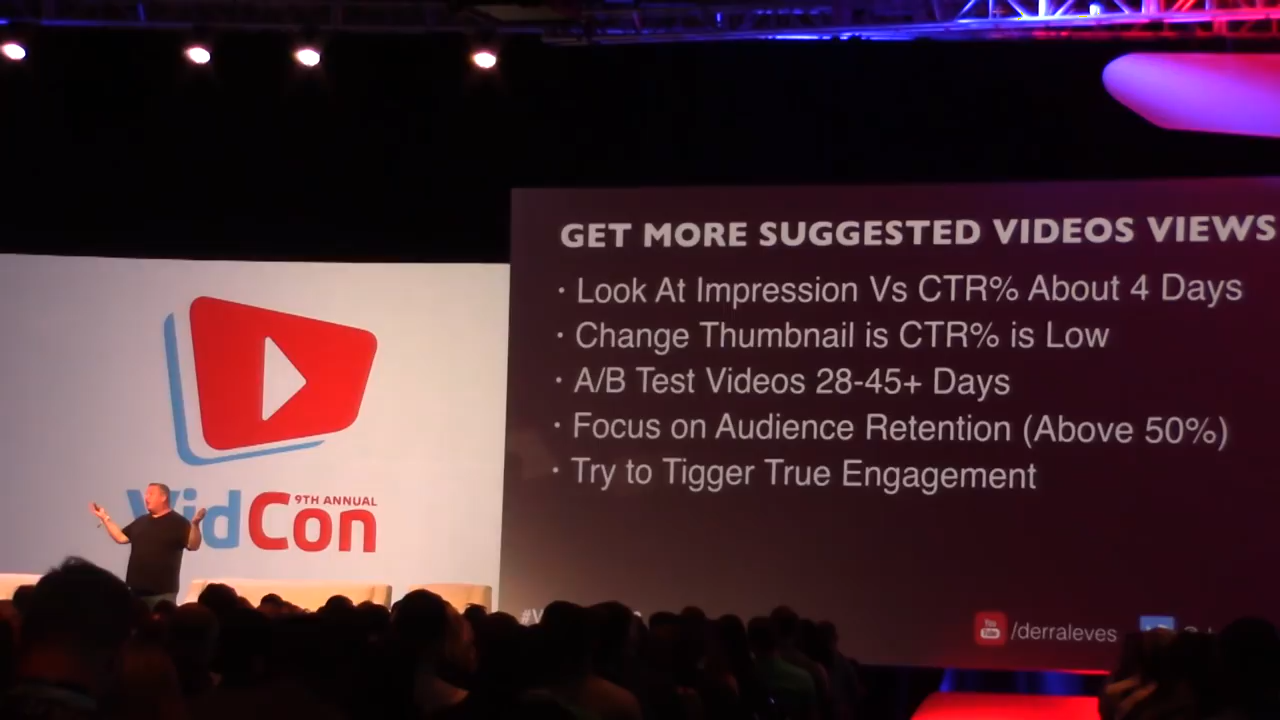 GET MORE SUGGESTED VIDEOS VIEWS
· Look At Impression Vs CTR% About 4 Days
· Change Thumbnail is CTR% is Low
· A/B Test Videos 28-45+ Days
· Focus on Audience Retention (Above 50%)
· Try to Tigger True Engagement
9TH ANNUAL
VidCon
You Tube /derraleves